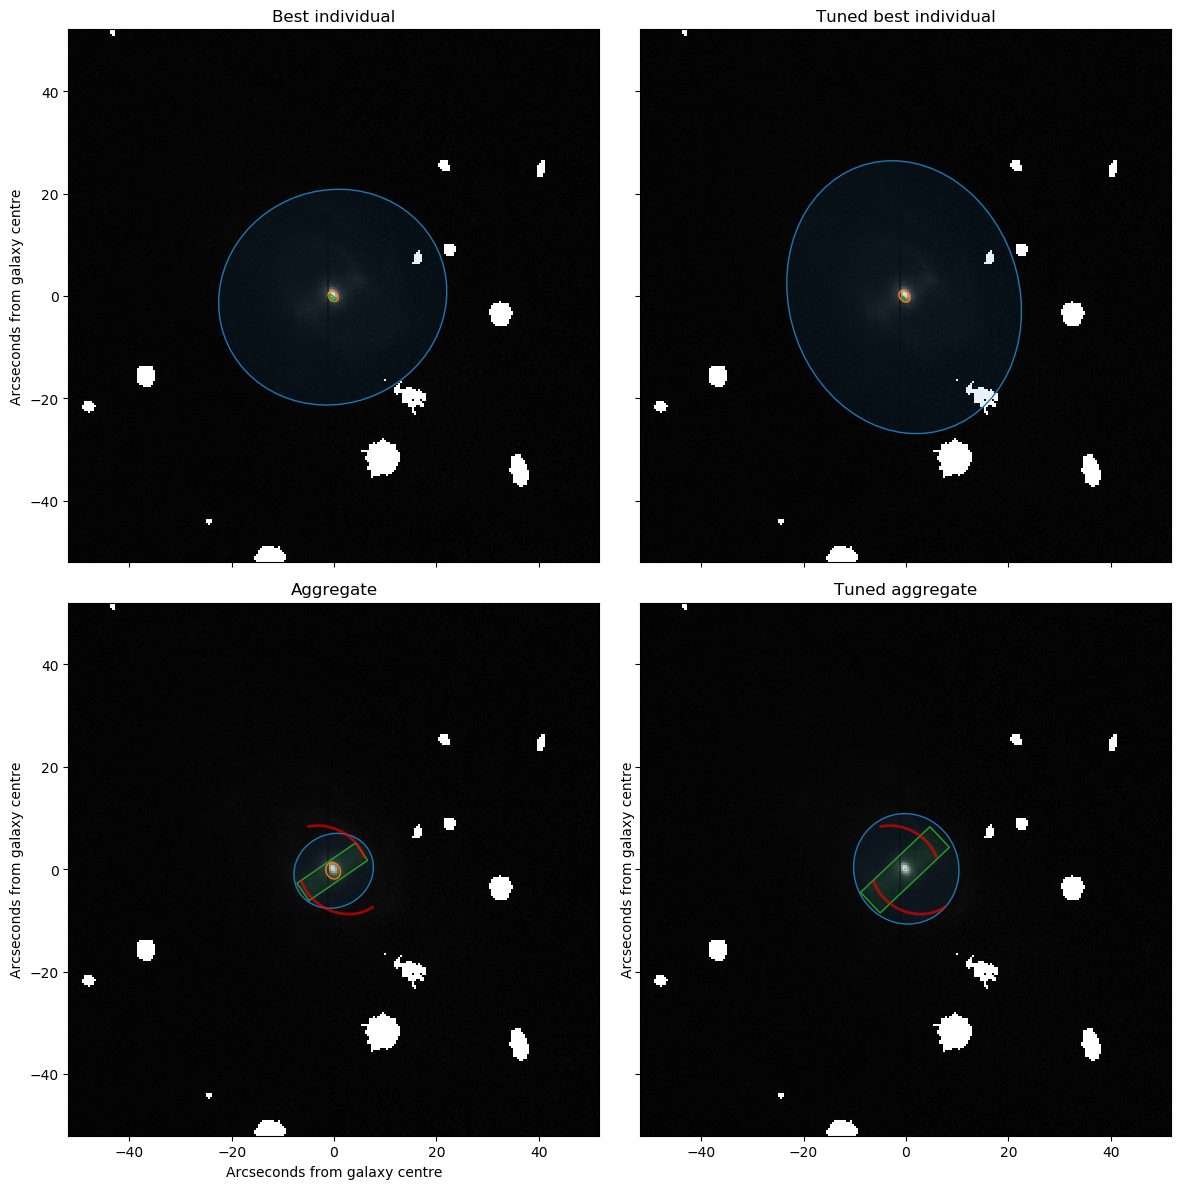 Best individual
Tuned best individual
Arcseconds from galaxy centre
40
20
0
−20
−40
Aggregate
Tuned aggregate
Arcseconds from galaxy centre
Arcseconds from galaxy centre
40
20
0
−20
−40
−40 −20 0 20 40
−40 −20 0 20 40
Arcseconds from galaxy centre